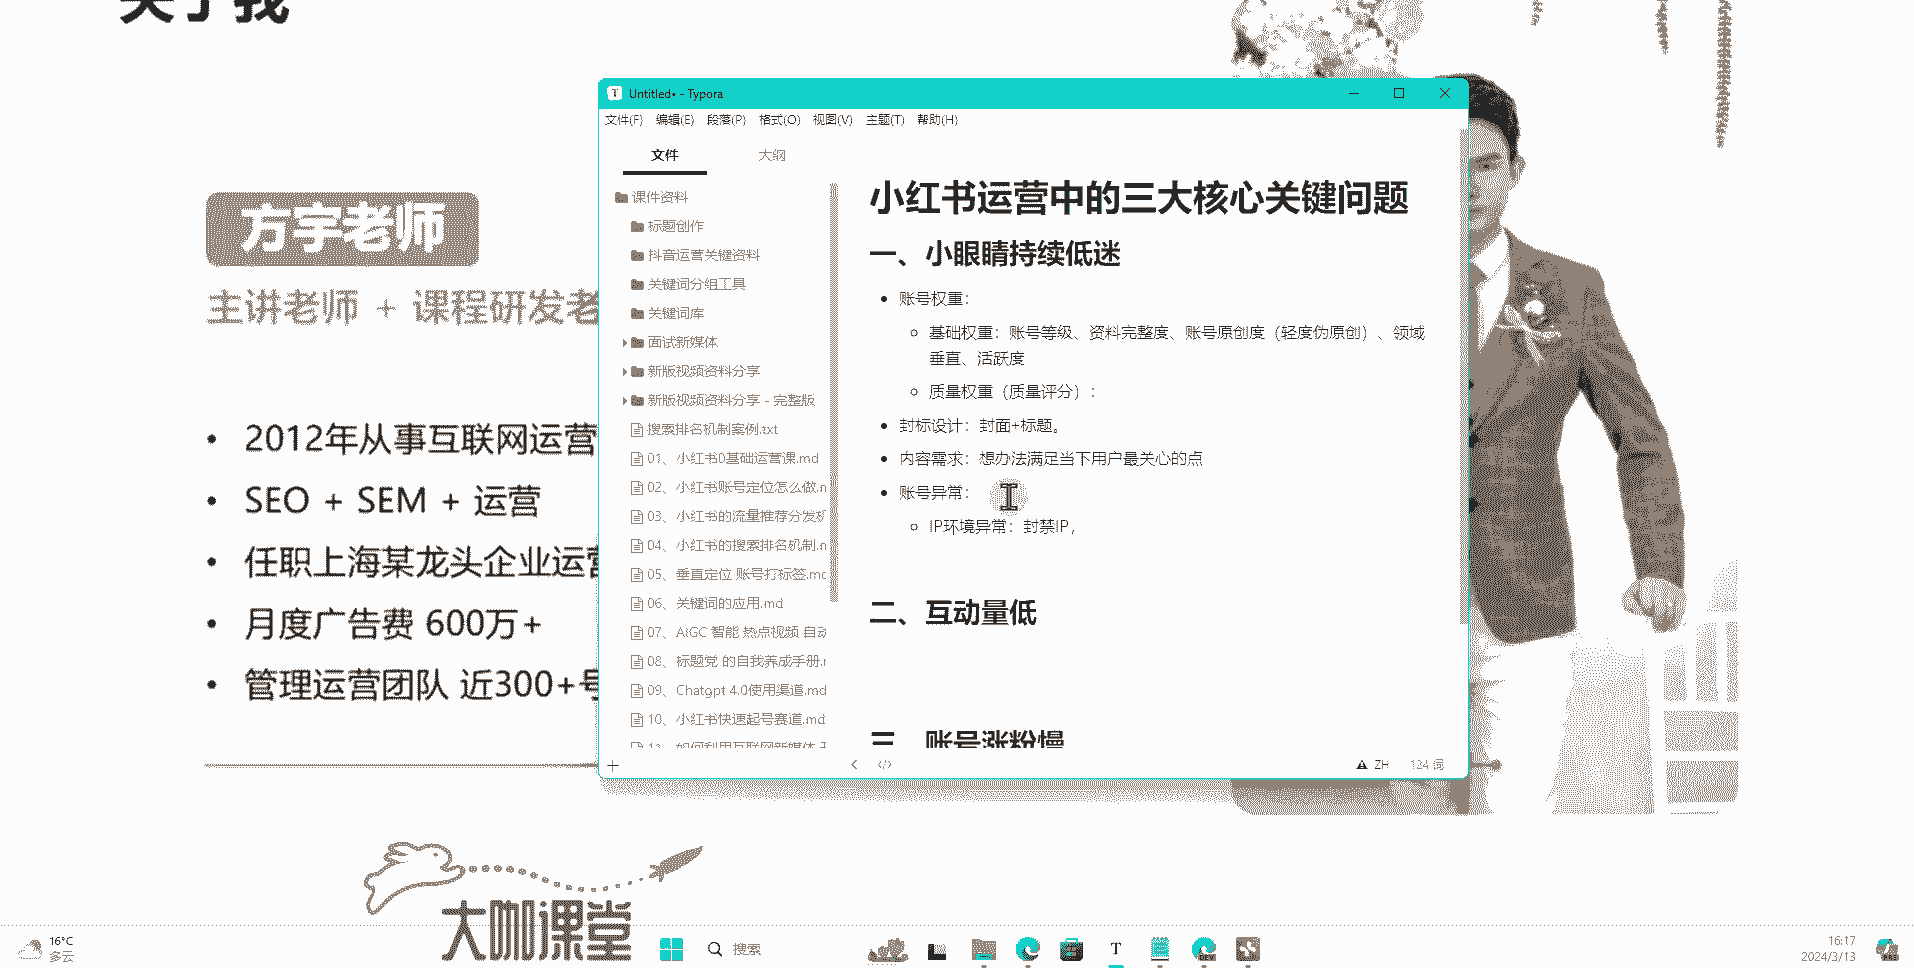 关于我
方宇老师
主讲老师 + 课程研发老
2012年从事互联网运营
SEO + SEM + 运营
任职上海某龙头企业运营
月度广告费 600万+
管理运营团队 近300+号
Untitled• - Typora
文件(F) 编辑(E) 段落(P) 格式(O) 视图(V) 主题(T) 帮助(H)
文件 大纲
课件资料
标题创作
抖音运营关键资料
关键词分组工具
关键词库
面试新媒体
新版视频资料分享
新版视频资料分享 - 完整版
搜索排名机制案例.txt
01、小红书0基础运营课.md
02、小红书账号定位怎么做.n
03、小红书的流量推荐分发机
04、小红书的搜索排名机制.n
05、垂直定位 账号打标签.mc
06、关键词的应用.md
07、AIGC 智能 热点视频 自动
08、标题党 的自我养成手册.r
09、Chatgpt 4.0使用渠道.md
10、小红书快速起号赛道.md
11、如何利用互联网新媒体
小红书运营中的三大核心关键问题
一、小眼睛持续低迷
账号权重：
基础权重：账号等级、资料完整度、账号原创度（轻度伪原创）、领域
垂直、活跃度
质量权重（质量评分）：
封标设计：封面+标题。
内容需求：想办法满足当下用户最关心的点
账号异常：
IP环境异常：封禁IP，
二、互动量低
三、账号涨粉慢
ZH 124 词
大咖课堂
16°C
多云
搜索
DEV
16:17
2024/3/13
PRE